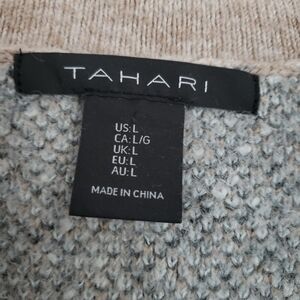 TAHARI
US:L
CA:L/G
UK:L
EU:L
AU:L
MADE IN CHINA